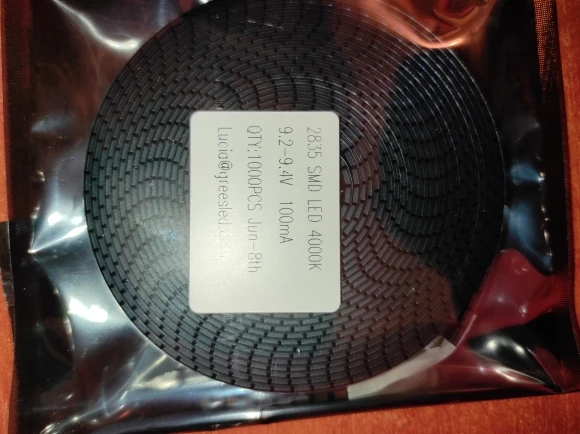 2835 SMD LED 4000K
9.2-9.4V 100mA
QTY:1000PCS Jun-8th